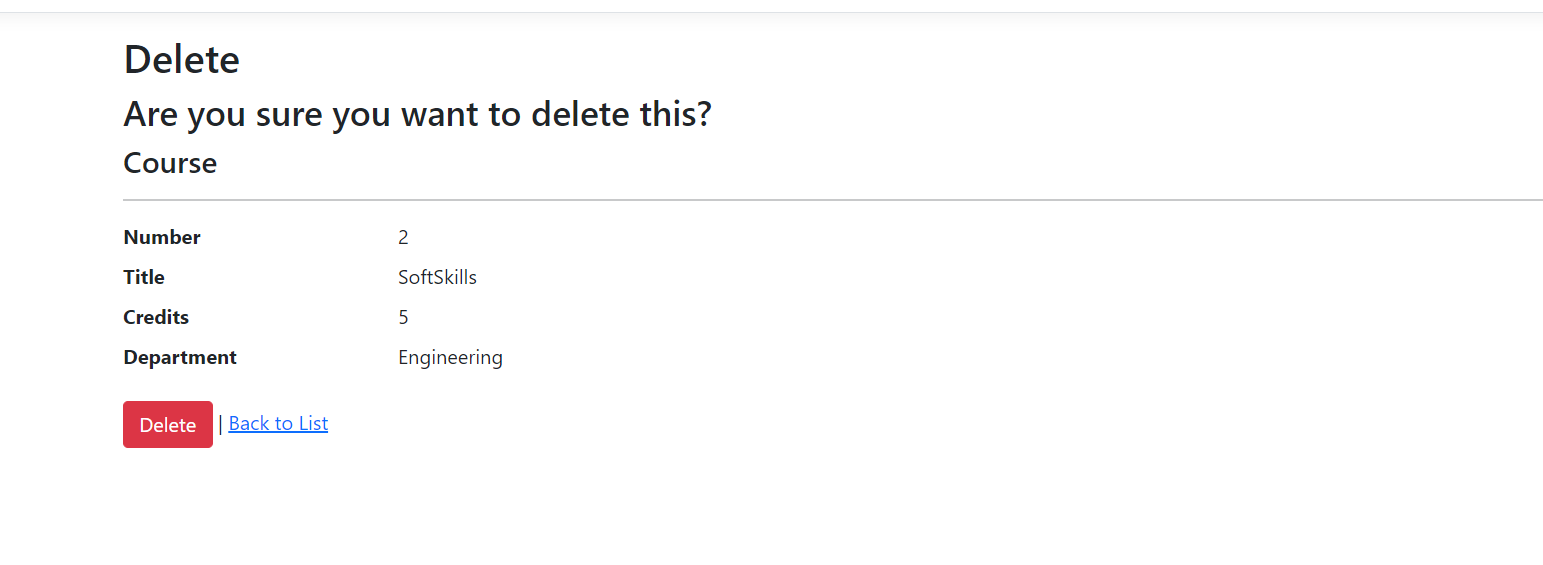 Delete
Are you sure you want to delete this?
Course
Number 2
Title SoftSkills
Credits 5
Department Engineering
Delete | Back to List